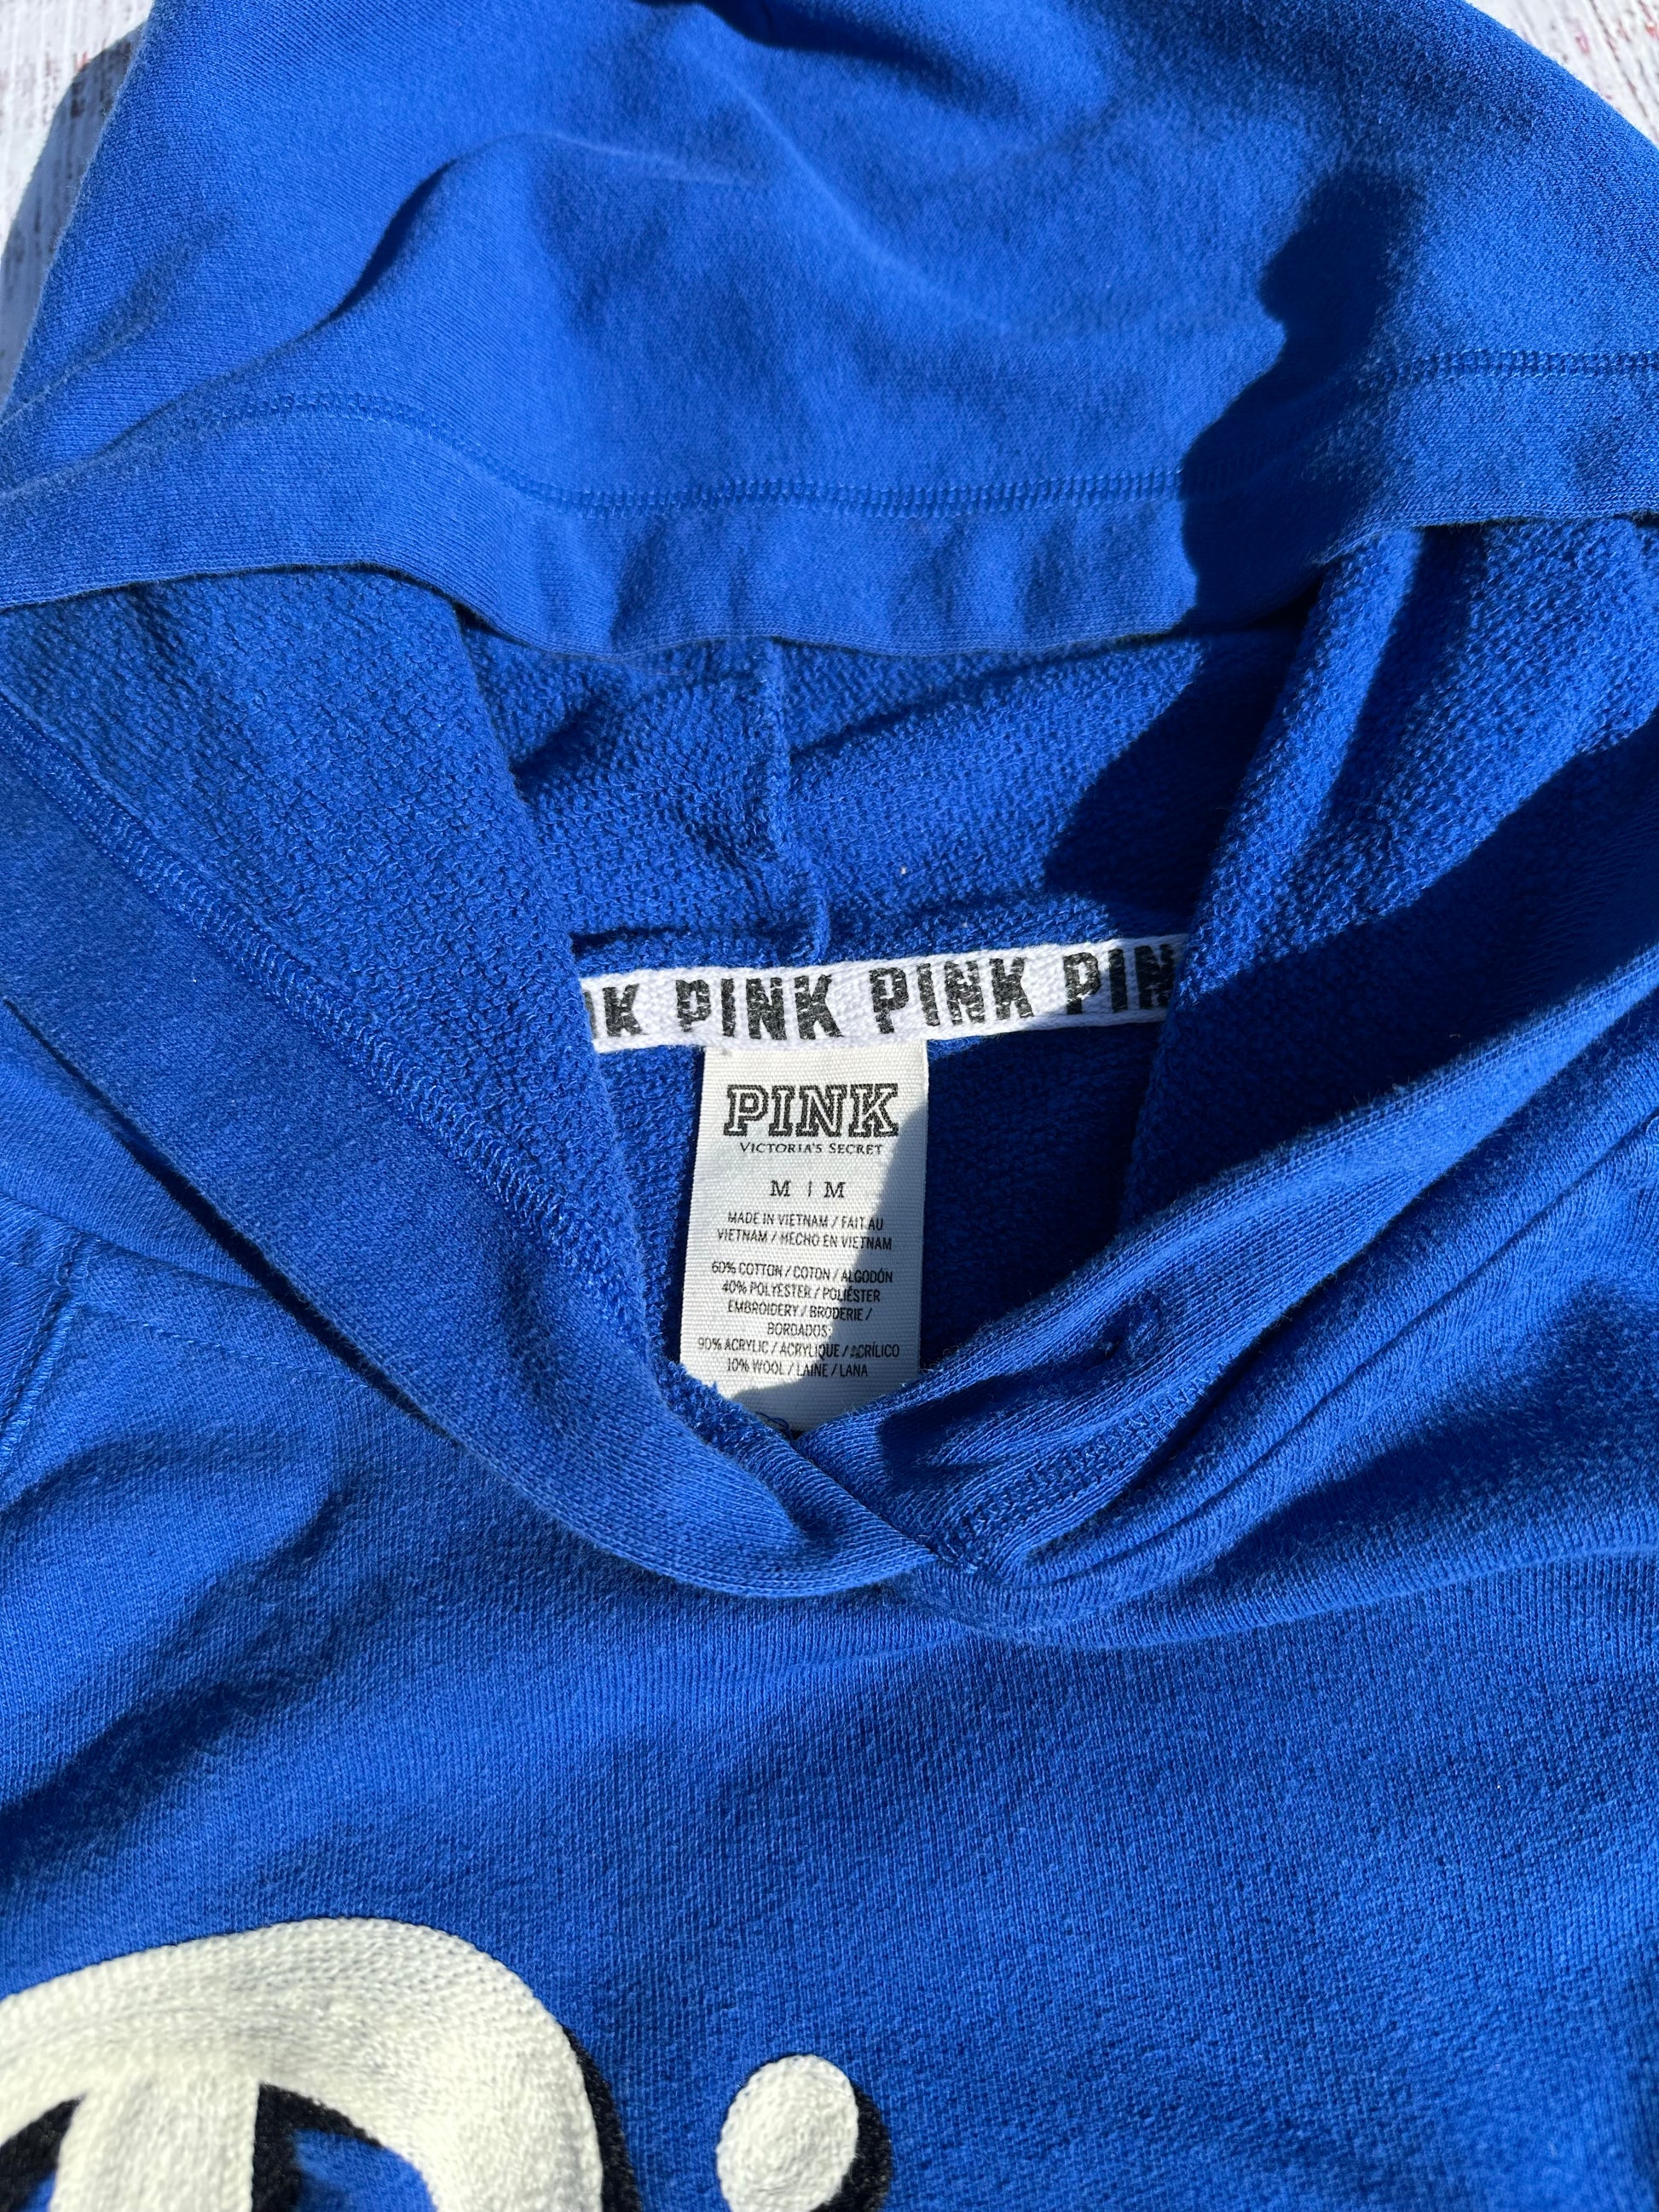 PINK PINK PIN
PINK
VICTORIA'S SECRET
M | M
MADE IN VIETNAM / FAIT AU
VIETNAM / HECHO EN VIETNAM
60% COTTON / COTON / ALGODÓN
40% POLYESTER / POLIÉSTER
EMBROIDERY / BRODERIE /
BORDADOS:
90% ACRYLIC / ACRYLIQUE / ACRÍLICO
10% WOOL / LAINE / LANA